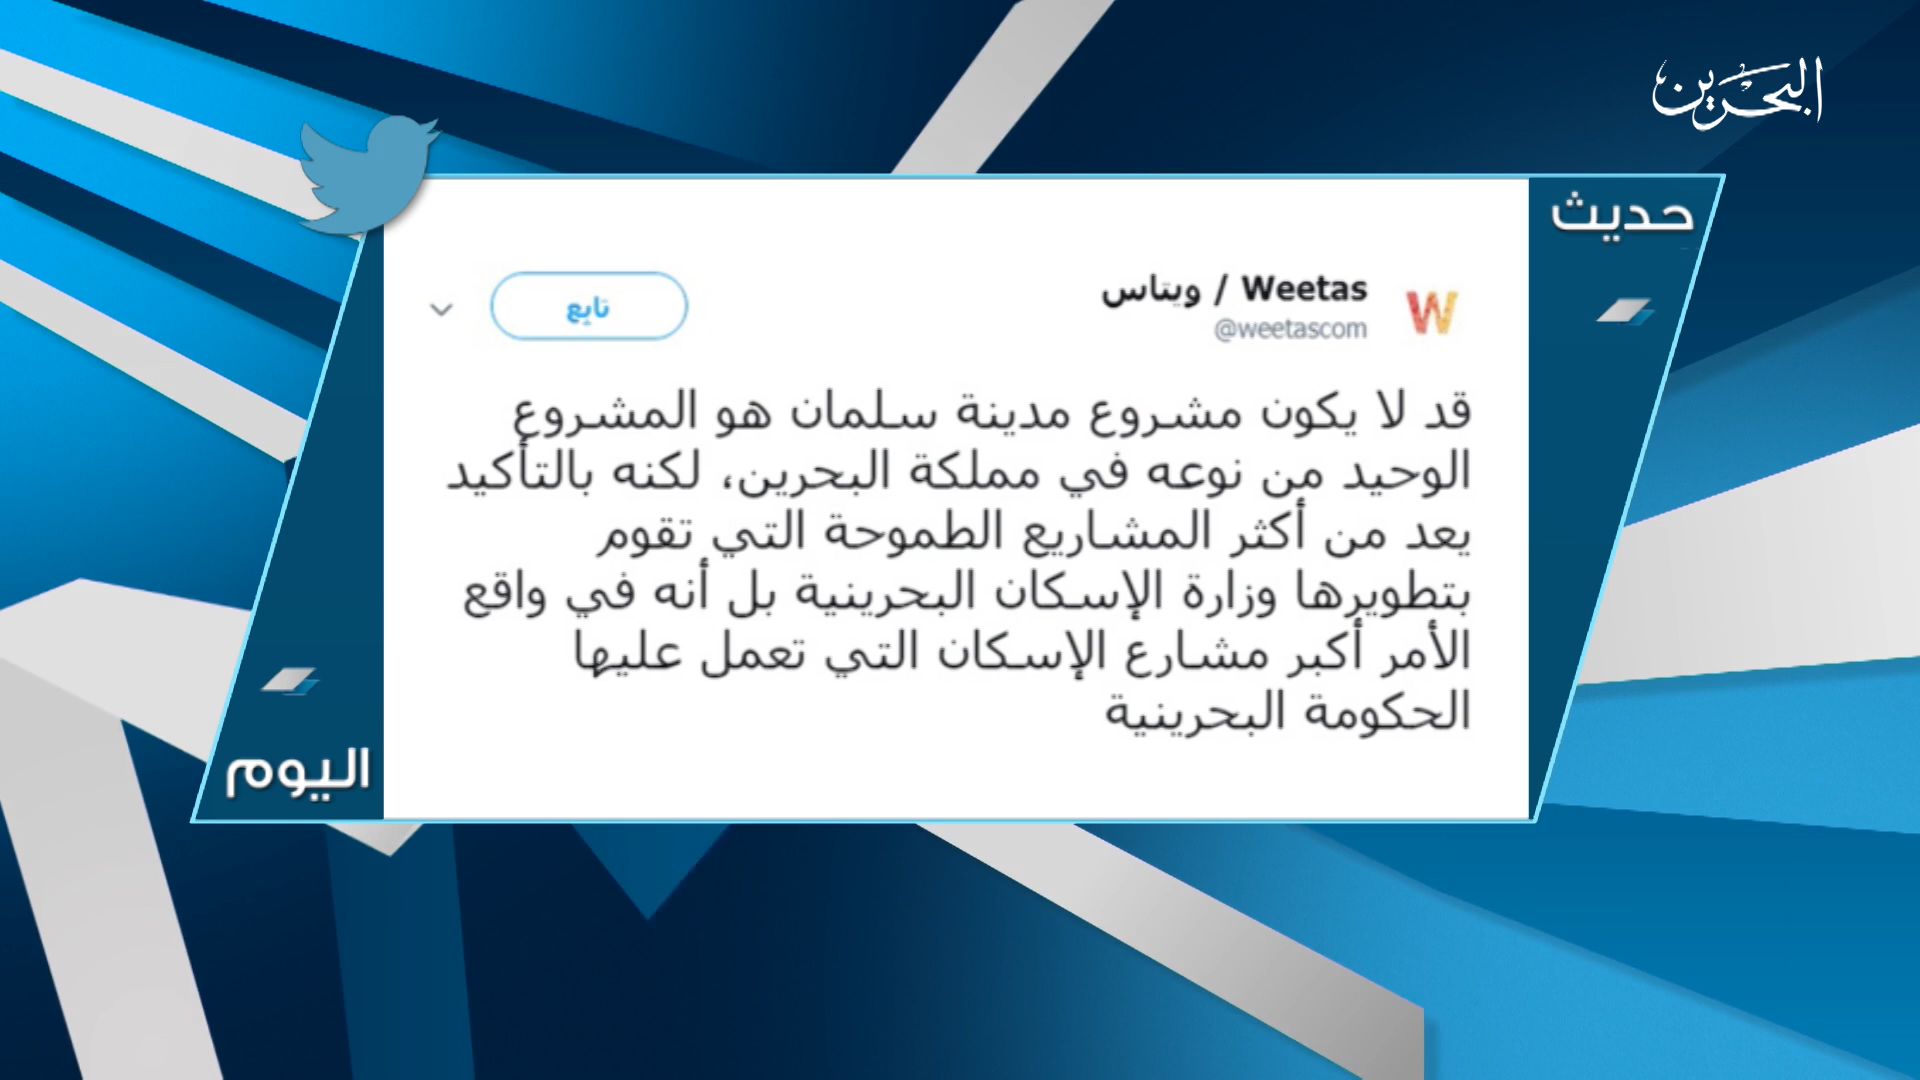 البحرين
حديث
Weetas / ويتاس
@weetascom
تابع
قد لا يكون مشروع مدينة سلمان هو المشروع
الوحيد من نوعه في مملكة البحرين، لكنه بالتأكيد
يعد من أكثر المشاريع الطموحة التي تقوم
بتطويرها وزارة الإسكان البحرينية بل أنه في واقع
الأمر أكبر مشارع الإسكان التي تعمل عليها
الحكومة البحرينية
اليوم